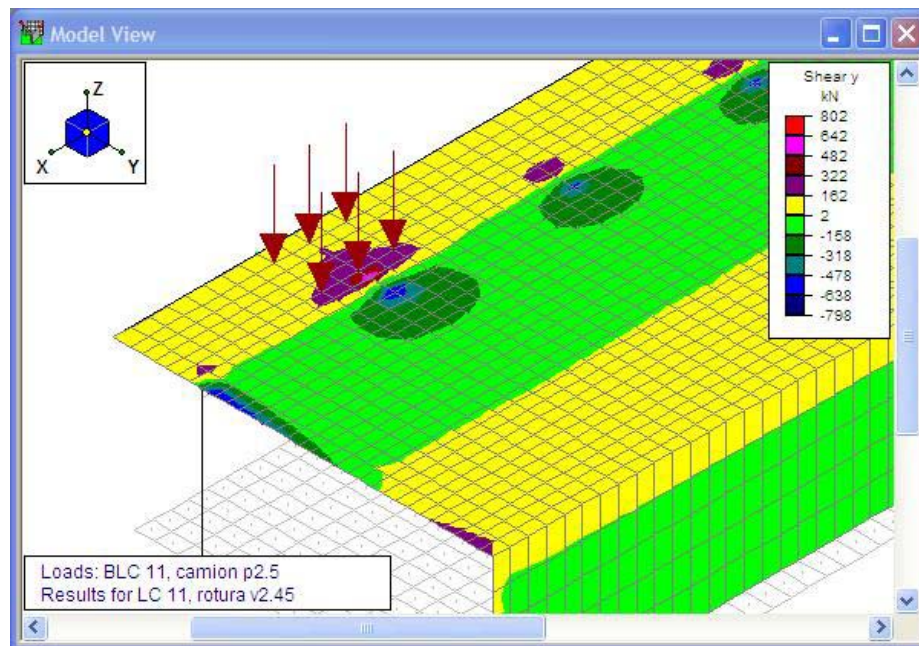 Model View
Z
X
Y
Shear y
kN
802
642
482
322
162
2
-158
-318
-478
-638
-798
Loads: BLC 11, camion p2.5
Results for LC 11, rotura v2.45